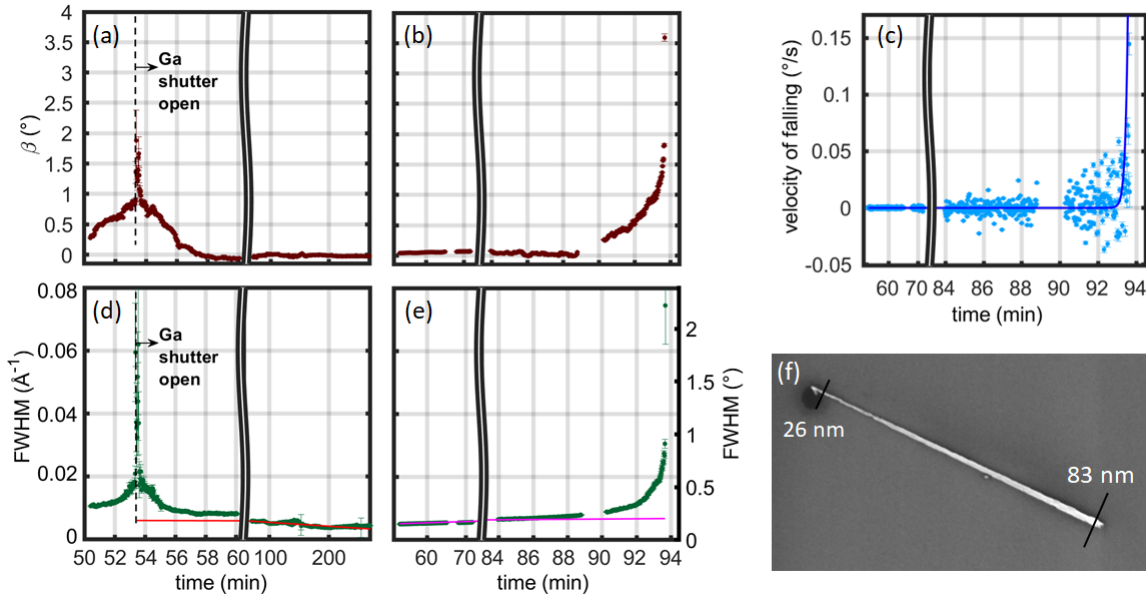 (a)
Ga
shutter
open
β (°)
4
3.5
3
2.5
2
1.5
1
0.5
0
(b)
(c)
velocity of falling (°/s)
0.15
0.1
0.05
0
-0.05
60 70 84 86 88 90 92 94
time (min)
(d)
Ga
shutter
open
FWHM (Å-1)
0.08
0.06
0.04
0.02
0
50 52 54 56 58 60 100 200
time (min)
(e)
2
1
0.5
0
FWHM (°)
60 70 84 86 88 90 92 94
time (min)
(f)
26 nm
83 nm